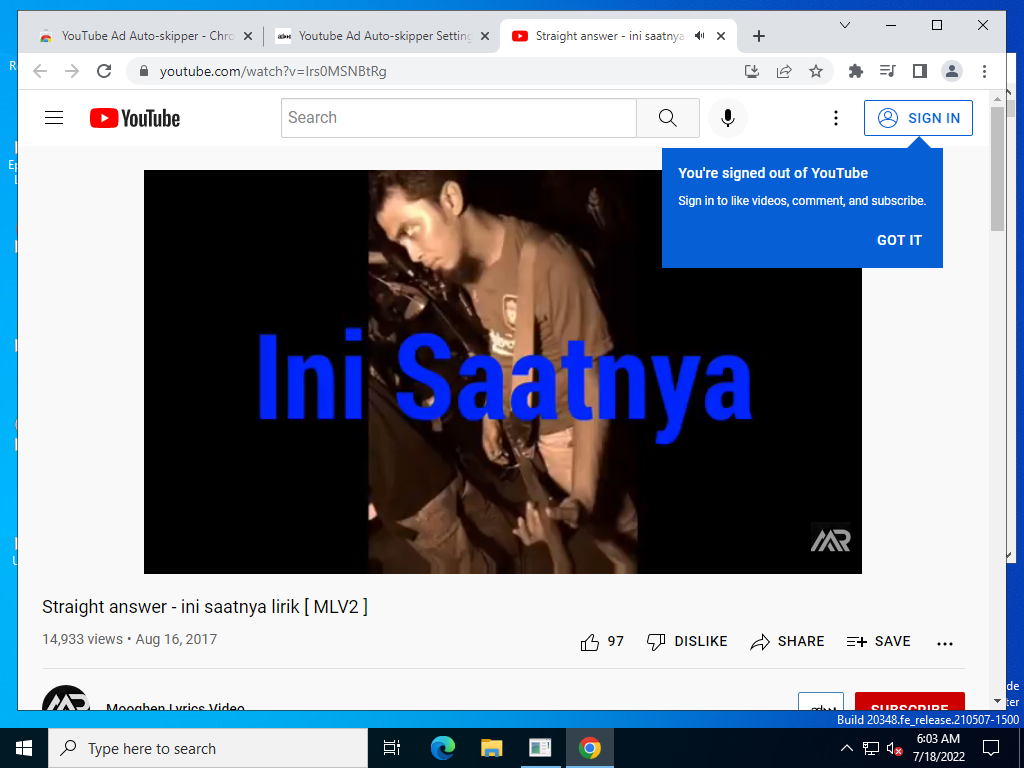 YouTube Ad Auto-skipper - Chro
Youtube Ad Auto-skipper Setting
Straight answer - ini saatnya
youtube.com/watch?v=Irs0MSNBtRg
YouTube
Search
SIGN IN
You're signed out of YouTube
Sign in to like videos, comment, and subscribe.
GOT IT
Ini Saatnya
MR
Straight answer - ini saatnya lirik [ MLV2 ]
14,933 views • Aug 16, 2017
97
DISLIKE
SHARE
SAVE
Mooghen Lyrics Video
SUBSCRIBE
Build 20348.fe_release.210507-1500
Type here to search
6:03 AM
7/18/2022